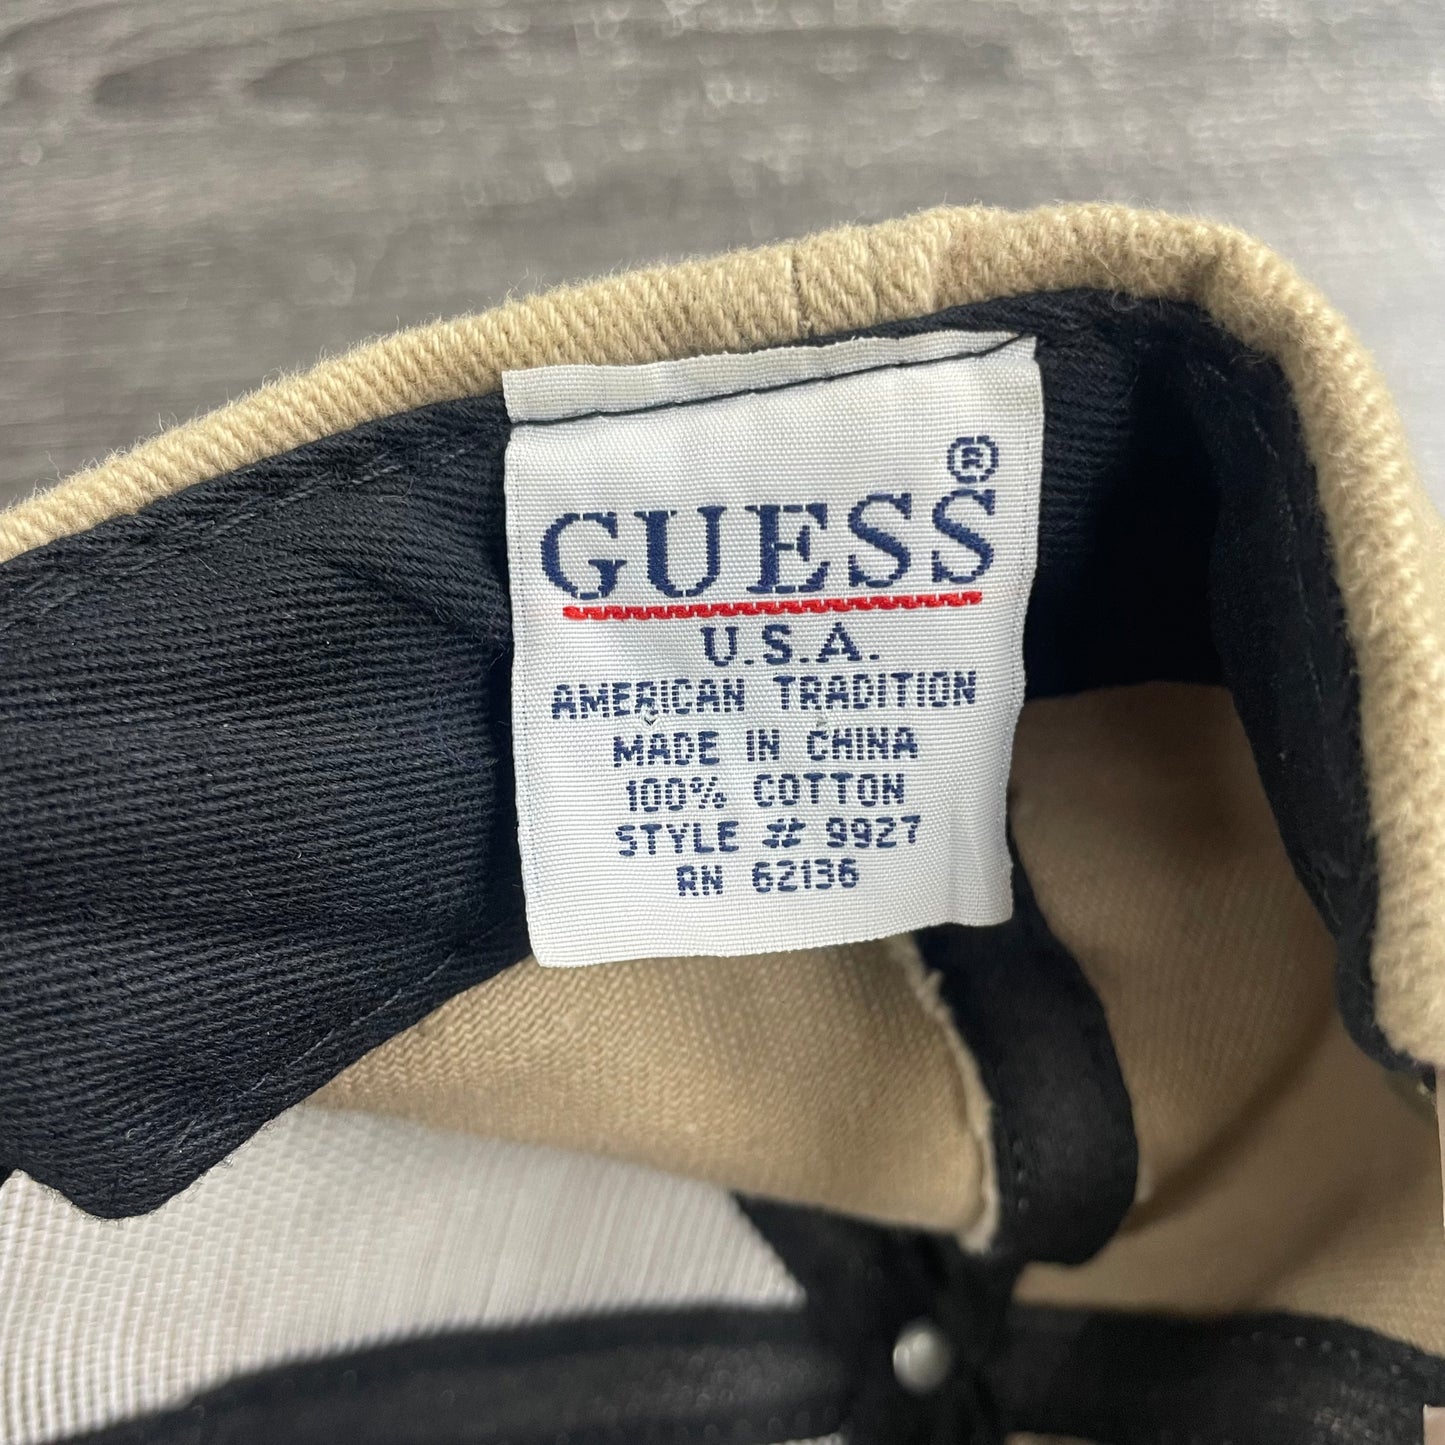 GUESS®
U.S.A.
AMERICAN TRADITION
MADE IN CHINA
100% COTTON
STYLE # 9927
RN 62136